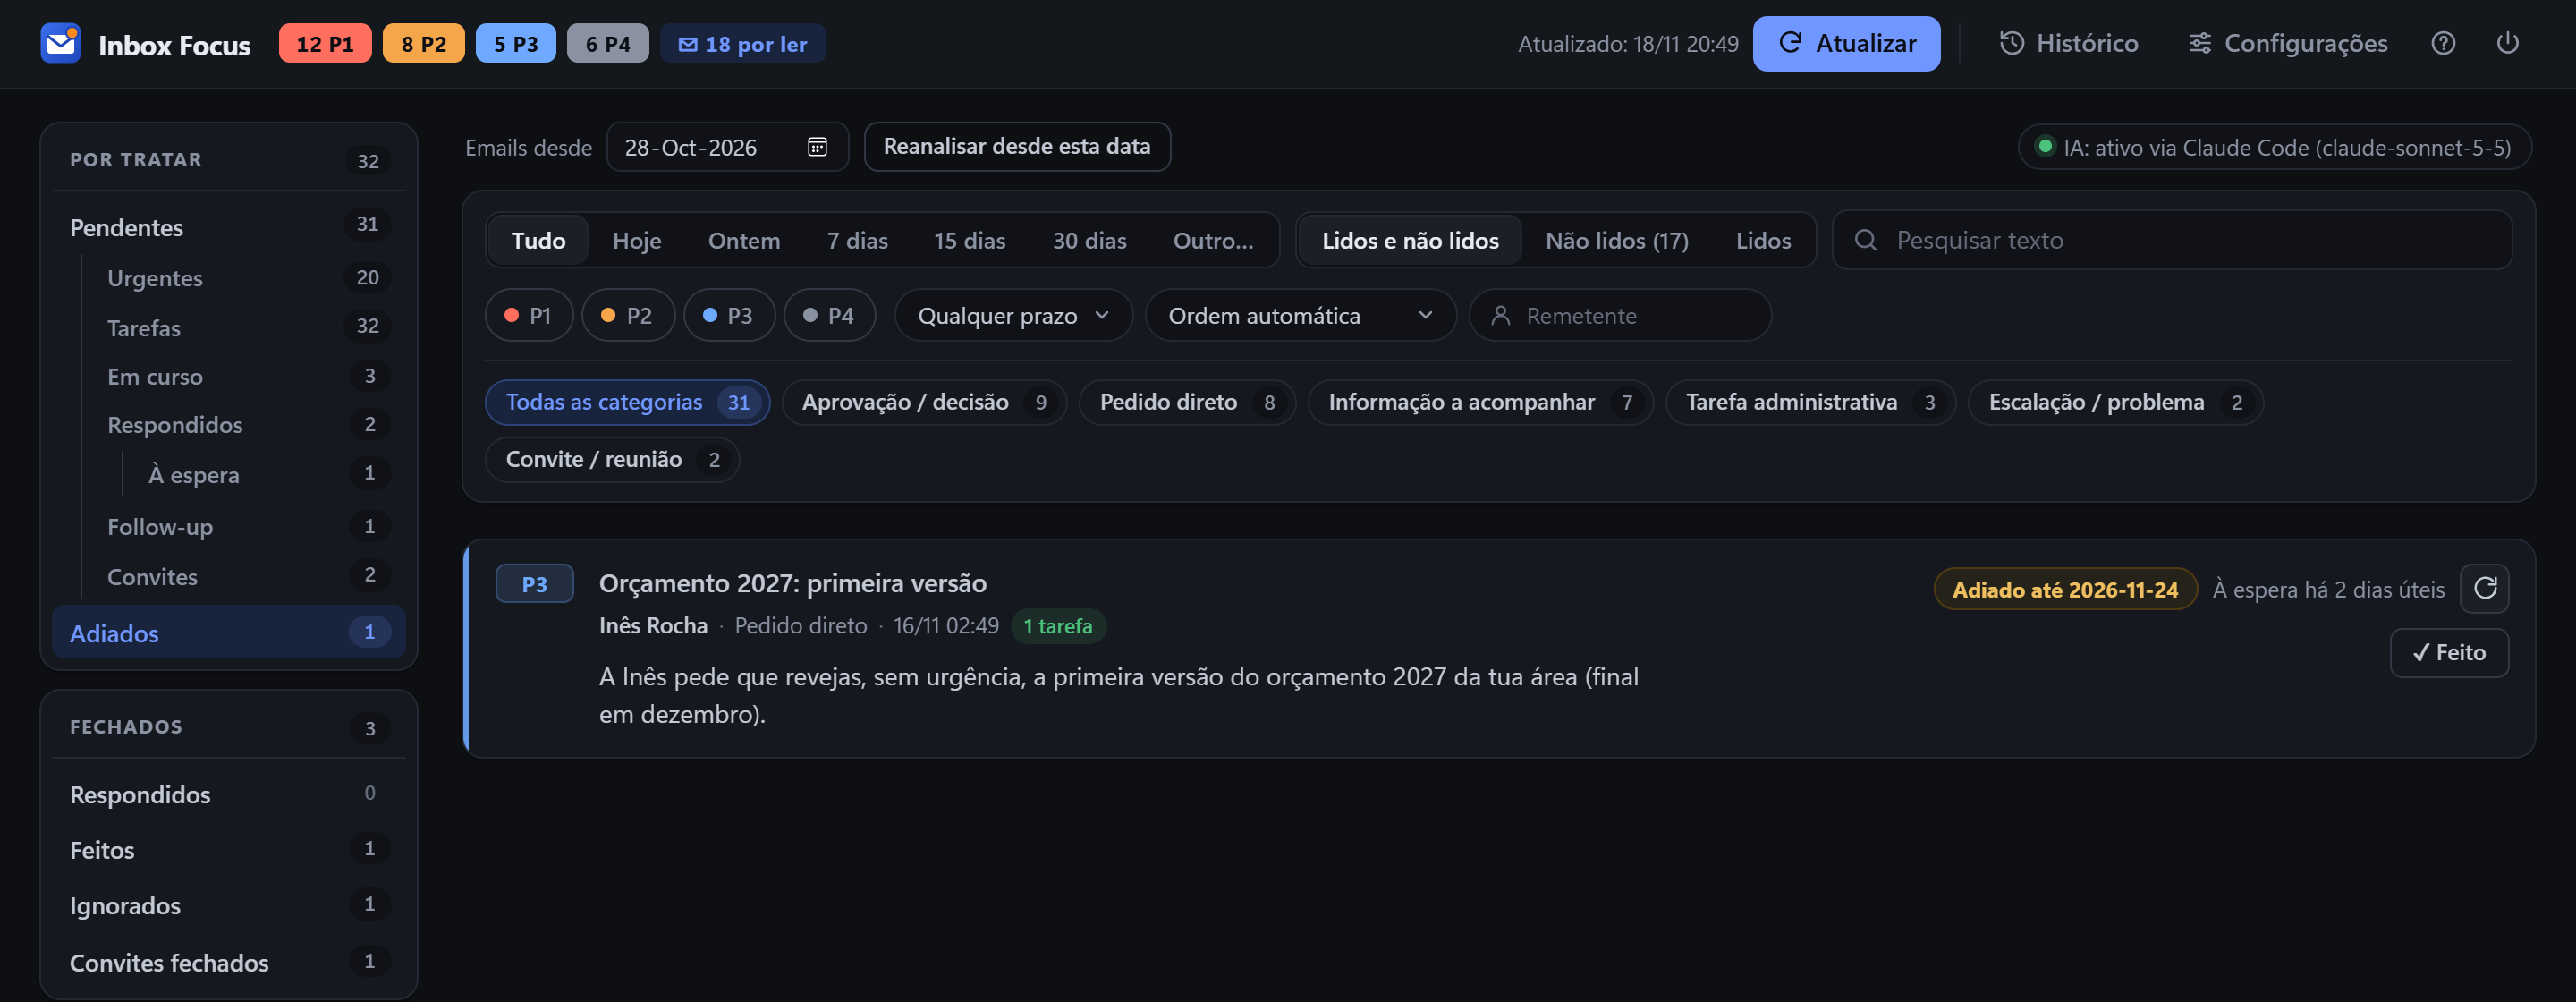 Inbox Focus 12 P1 8 P2 5 P3 6 P4 18 por ler Atualizado: 18/11 20:49 Atualizar Histórico Configurações
POR TRATAR 32
Pendentes 31
Urgentes 20
Tarefas 32
Em curso 3
Respondidos 2
À espera 1
Follow-up 1
Convites 2
Adiados 1
FECHADOS 3
Respondidos 0
Feitos 1
Ignorados 1
Convites fechados 1
Emails desde 28-Oct-2026 Reanalisar desde esta data IA: ativo via Claude Code (claude-sonnet-5-5)
Tudo Hoje Ontem 7 dias 15 dias 30 dias Outro... Lidos e não lidos Não lidos (17) Lidos Pesquisar texto
P1 P2 P3 P4 Qualquer prazo Ordem automática Remetente
Todas as categorias 31 Aprovação / decisão 9 Pedido direto 8 Informação a acompanhar 7 Tarefa administrativa 3 Escalação / problema 2
Convite / reunião 2
P3 Orçamento 2027: primeira versão Adiado até 2026-11-24 À espera há 2 dias úteis
Inês Rocha · Pedido direto · 16/11 02:49 1 tarefa
✓ Feito
A Inês pede que revejas, sem urgência, a primeira versão do orçamento 2027 da tua área (final
em dezembro).